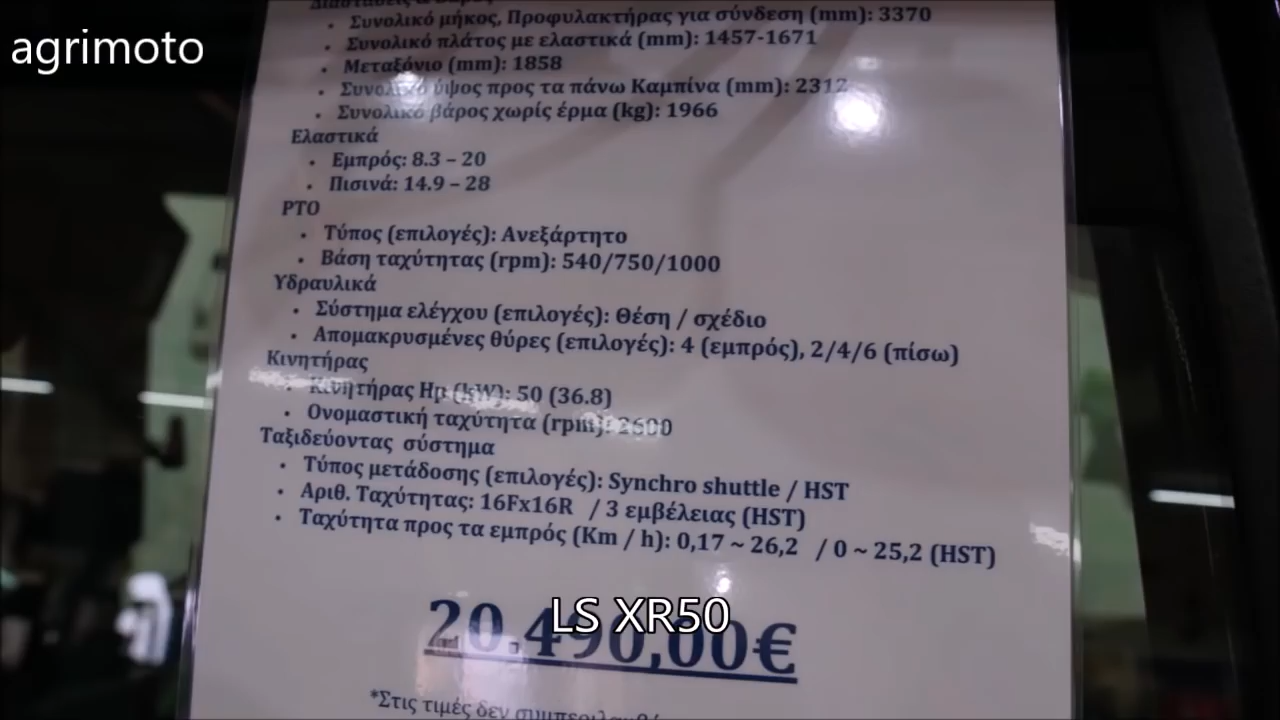 agrimoto
• Συνολικό μήκος, Προφυλακτήρας για σύνδεση (mm): 3370
• Συνολικό πλάτος με ελαστικά (mm): 1457-1671
• Μεταξόνιο (mm): 1858
• Συνολικό ύψος προς τα πάνω Καμπίνα (mm): 2312
• Συνολικό βάρος χωρίς έρμα (kg): 1966
Ελαστικά
• Εμπρός: 8.3 – 20
• Πισινά: 14.9 – 28
PTO
• Τύπος (επιλογές): Ανεξάρτητο
• Βάση ταχύτητας (rpm): 540/750/1000
Υδραυλικά
• Σύστημα ελέγχου (επιλογές): Θέση / σχέδιο
• Απομακρυσμένες θύρες (επιλογές): 4 (εμπρός), 2/4/6 (πίσω)
Κινητήρας
• Κινητήρας Hp (kW): 50 (36.8)
• Ονομαστική ταχύτητα (rpm): 2600
Ταξιδεύοντας σύστημα
• Τύπος μετάδοσης (επιλογές): Synchro shuttle / HST
• Αριθ. Ταχύτητας: 16Fx16R / 3 εμβέλειας (HST)
• Ταχύτητα προς τα εμπρός (Km / h): 0,17 ~ 26,2 / 0 ~ 25,2 (HST)
20.490,00€
LS XR50
*Στις τιμές δεν